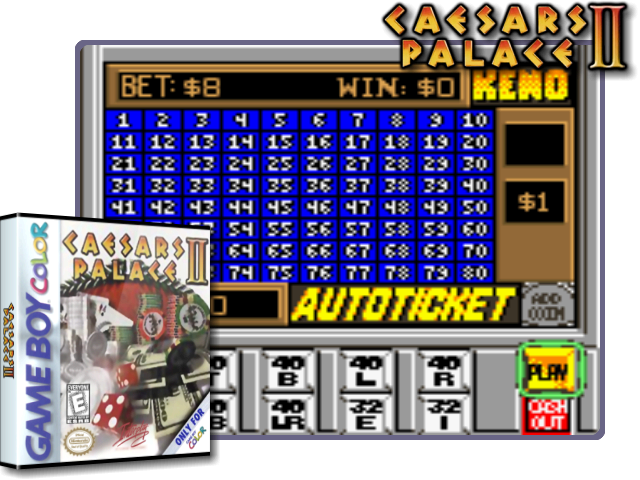 CAESARS
PALACE II
BET: $8 WIN: $0 KENO
1 2 3 4 5 6 7 8 9 10
11 12 13 14 15 16 17 18 19 20
21 22 23 24 25 26 27 28 29 30
31 32 33 34 35 36 37 38 39 40
41 42 43 44 45 46 47 48 49 50
$1
54 55 56 57 58 59 60
64 65 66 67 68 69 70
74 75 76 77 78 79 80
0 AUTOTICKET ADD COIN
T 40 B 40 L 40 R PLAY
B 40 LR 32 E 32 I CASH OUT
CAESARS
PALACE II
GAME BOY COLOR
E
Nintendo
ONLY FOR
COLOR